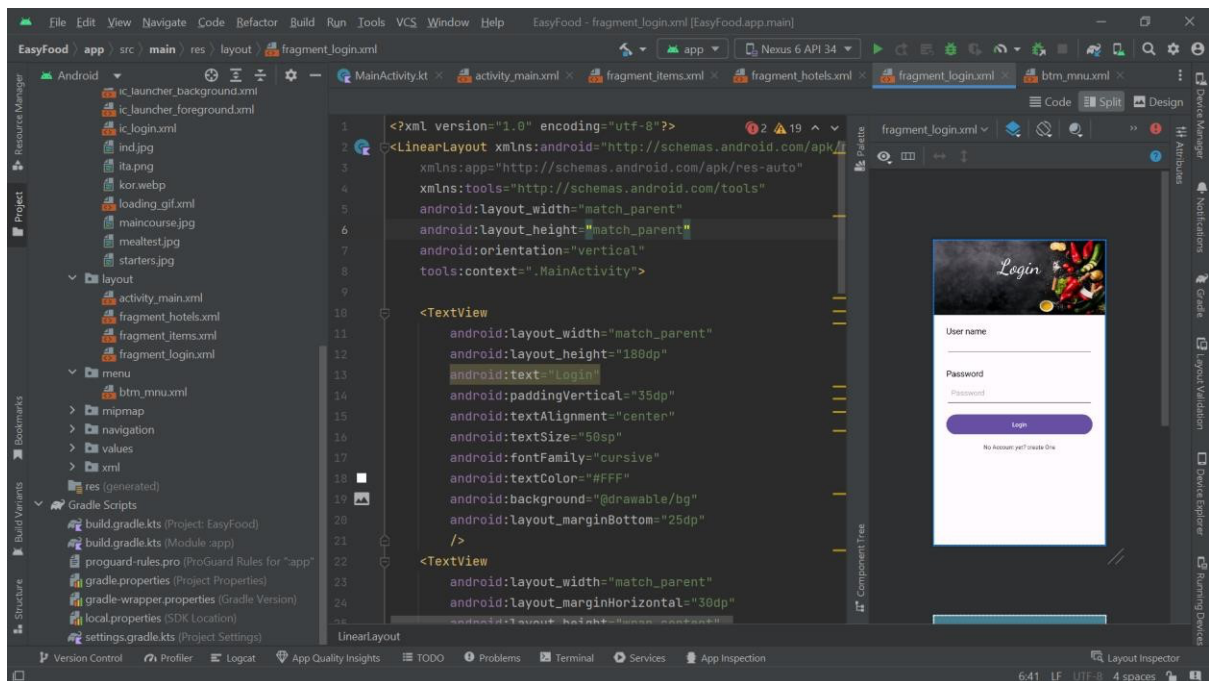 File Edit View Navigate Code Refactor Build Run Tools VCS Window Help EasyFood - fragment_login.xml [EasyFood.app.main]
EasyFood app src main res layout fragment_login.xml app Nexus 6 API 34
Android MainActivity.kt activity_main.xml fragment_items.xml fragment_hotels.xml fragment_login.xml btm_mnu.xml
Code Split Design
Resource Manager
Project
Bookmarks
Build Variants
Structure
ic_launcher_background.xml
ic_launcher_foreground.xml
ic_login.xml
ind.jpg
ita.png
kor.webp
loading_gif.xml
maincourse.jpg
mealtest.jpg
starters.jpg
layout
activity_main.xml
fragment_hotels.xml
fragment_items.xml
fragment_login.xml
menu
btm_mnu.xml
mipmap
navigation
values
xml
res (generated)
Gradle Scripts
build.gradle.kts (Project: EasyFood)
build.gradle.kts (Module :app)
proguard-rules.pro (ProGuard Rules for ":app"
gradle.properties (Project Properties)
gradle-wrapper.properties (Gradle Version)
local.properties (SDK Location)
settings.gradle.kts (Project Settings)
2 19
1 <?xml version="1.0" encoding="utf-8"?>
2 <LinearLayout xmlns:android="http://schemas.android.com/apk/r
3 xmlns:app="http://schemas.android.com/apk/res-auto"
4 xmlns:tools="http://schemas.android.com/tools"
5 android:layout_width="match_parent"
6 android:layout_height="match_parent"
7 android:orientation="vertical"
8 tools:context=".MainActivity">
9
10 <TextView
11 android:layout_width="match_parent"
12 android:layout_height="180dp"
13 android:text="Login"
14 android:paddingVertical="35dp"
15 android:textAlignment="center"
16 android:textSize="50sp"
17 android:fontFamily="cursive"
18 android:textColor="#FFF"
19 android:background="@drawable/bg"
20 android:layout_marginBottom="25dp"
21 />
22 <TextView
23 android:layout_width="match_parent"
24 android:layout_marginHorizontal="30dp"
25 android:layout_height="wrap_content"
LinearLayout
Palette
Component Tree
fragment_login.xml
Login
User name
Password
Password
Login
No Account yet? create One
Attributes
Device Manager
Notifications
Gradle
Layout Validation
Device Explorer
Running Devices
Version Control Profiler Logcat App Quality Insights TODO Problems Terminal Services App Inspection Layout Inspector
6:41 LF UTF-8 4 spaces